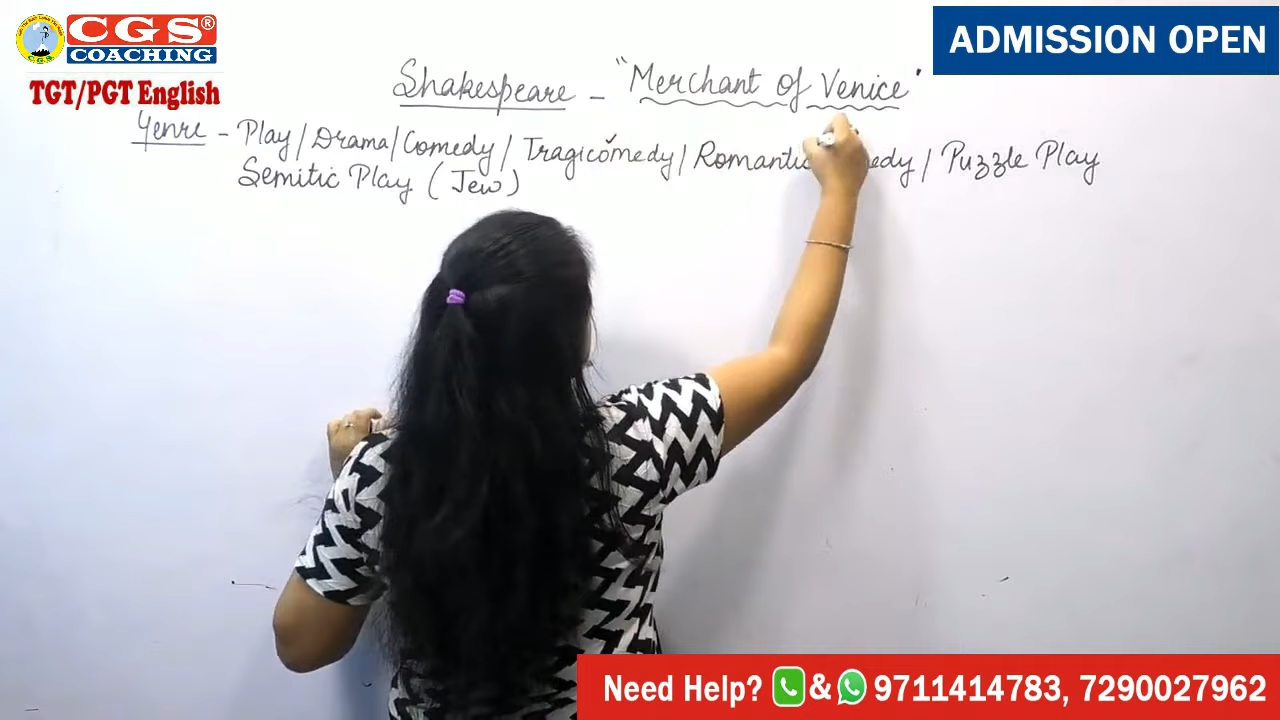 CGS®
COACHING
C.G.S.
TGT/PGT English
ADMISSION OPEN
Shakespeare - "Merchant of Venice"
Genre - Play/Drama/Comedy/Tragicomedy/Romantic edy/Puzzle Play
Semitic Play (Jew)
Need Help? & 9711414783, 7290027962